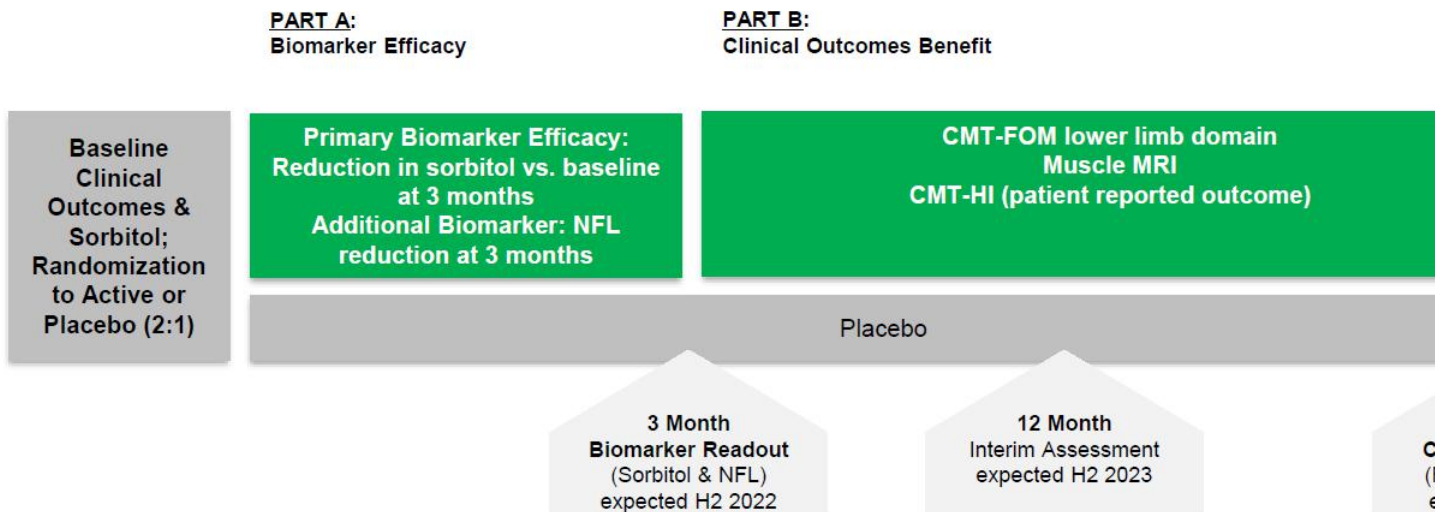 PART A:
Biomarker Efficacy
PART B:
Clinical Outcomes Benefit
Baseline
Clinical
Outcomes &
Sorbitol;
Randomization
to Active or
Placebo (2:1)
Primary Biomarker Efficacy:
Reduction in sorbitol vs. baseline
at 3 months
Additional Biomarker: NFL
reduction at 3 months
CMT-FOM lower limb domain
Muscle MRI
CMT-HI (patient reported outcome)
Placebo
3 Month
Biomarker Readout
(Sorbitol & NFL)
expected H2 2022
12 Month
Interim Assessment
expected H2 2023